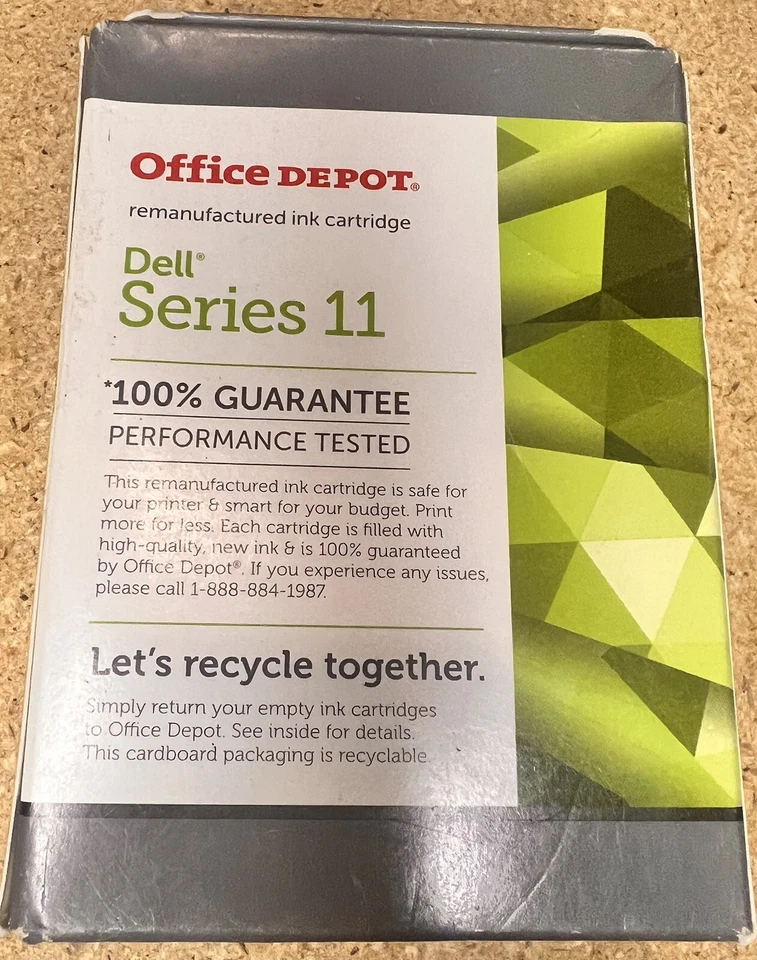 Office DEPOT®
remanufactured ink cartridge
Dell®
Series 11
*100% GUARANTEE
PERFORMANCE TESTED
This remanufactured ink cartridge is safe for
your printer & smart for your budget. Print
more for less. Each cartridge is filled with
high-quality, new ink & is 100% guaranteed
by Office Depot®. If you experience any issues,
please call 1-888-884-1987.
Let's recycle together.
Simply return your empty ink cartridges
to Office Depot. See inside for details.
This cardboard packaging is recyclable.